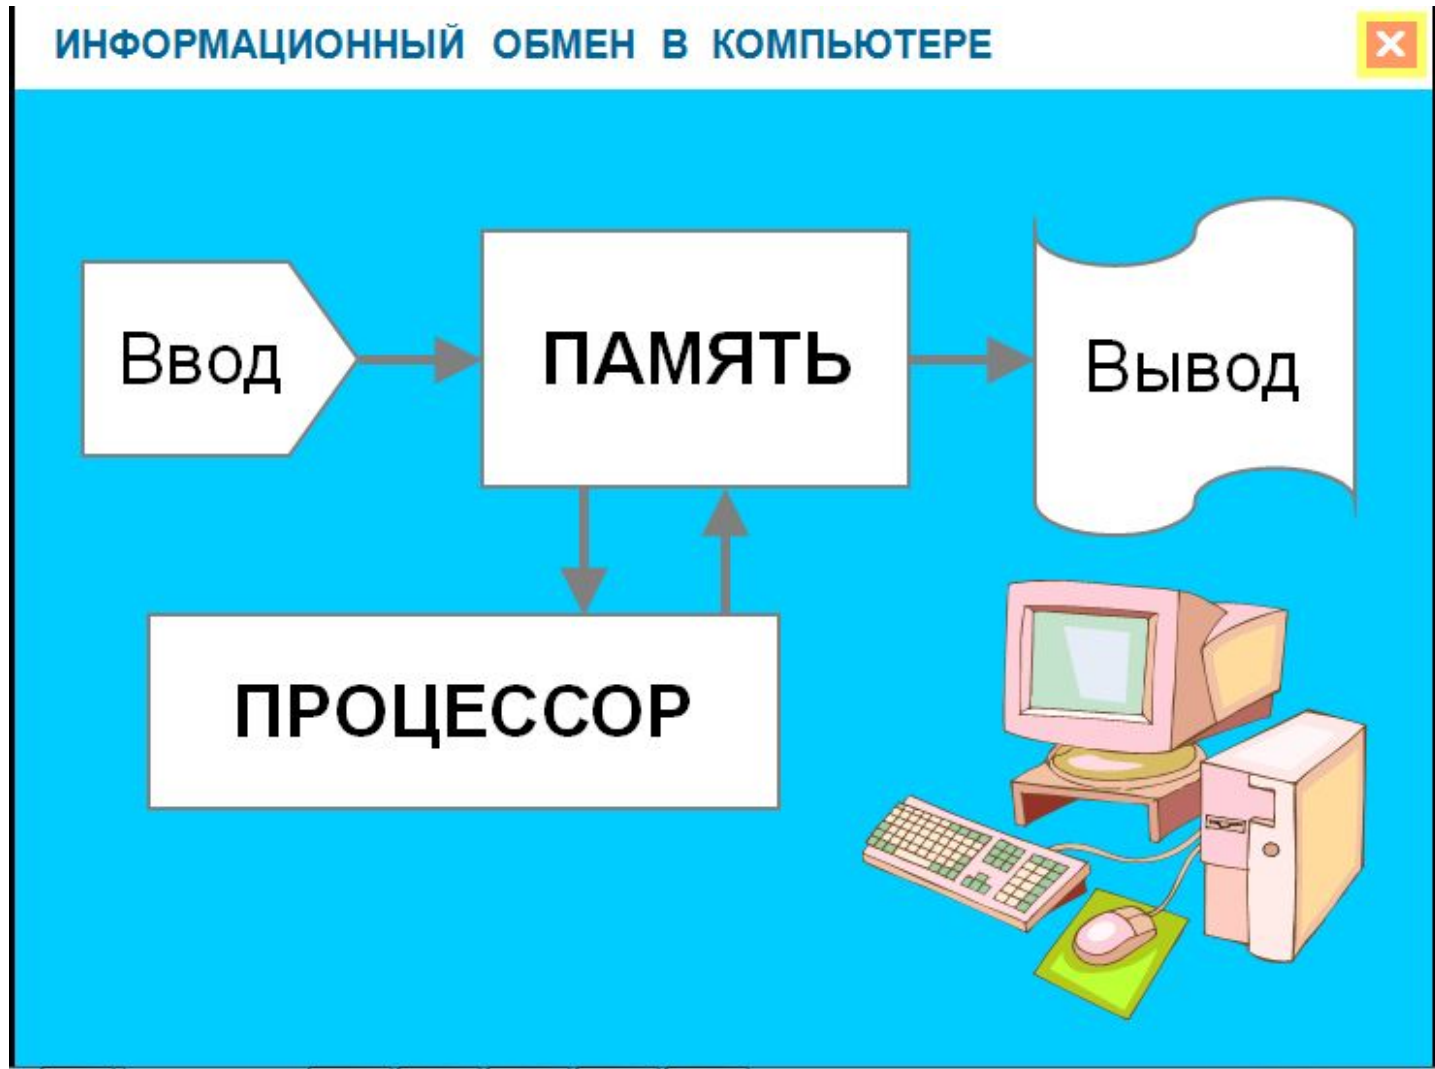 ИНФОРМАЦИОННЫЙ ОБМЕН В КОМПЬЮТЕРЕ
Ввод
ПАМЯТЬ
Вывод
ПРОЦЕССОР